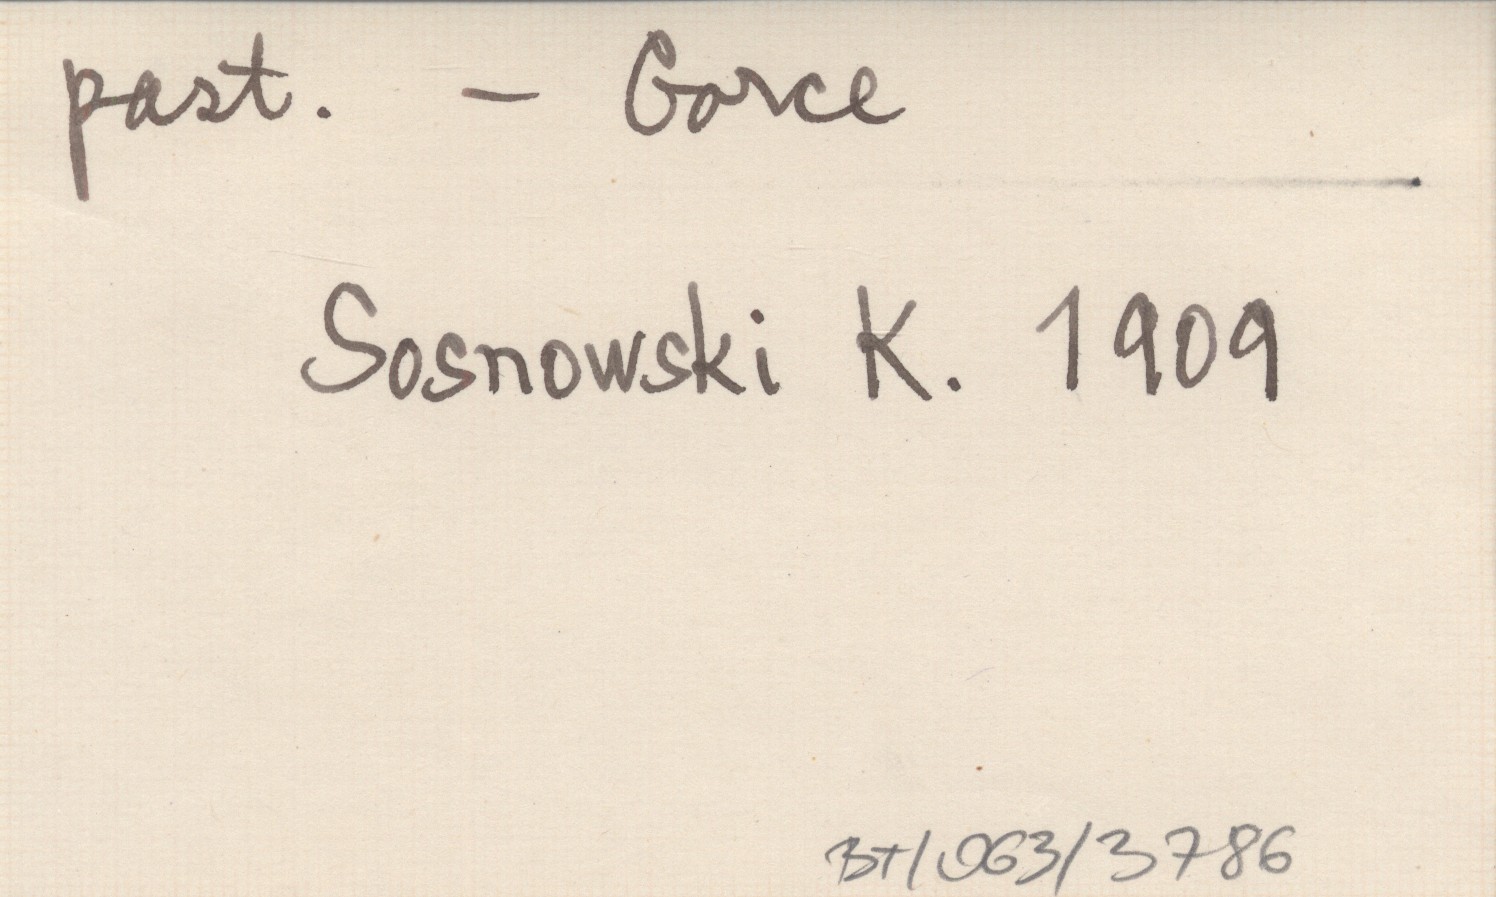 past. – Gorce
Sosnowski K. 1909
BT/063/3786